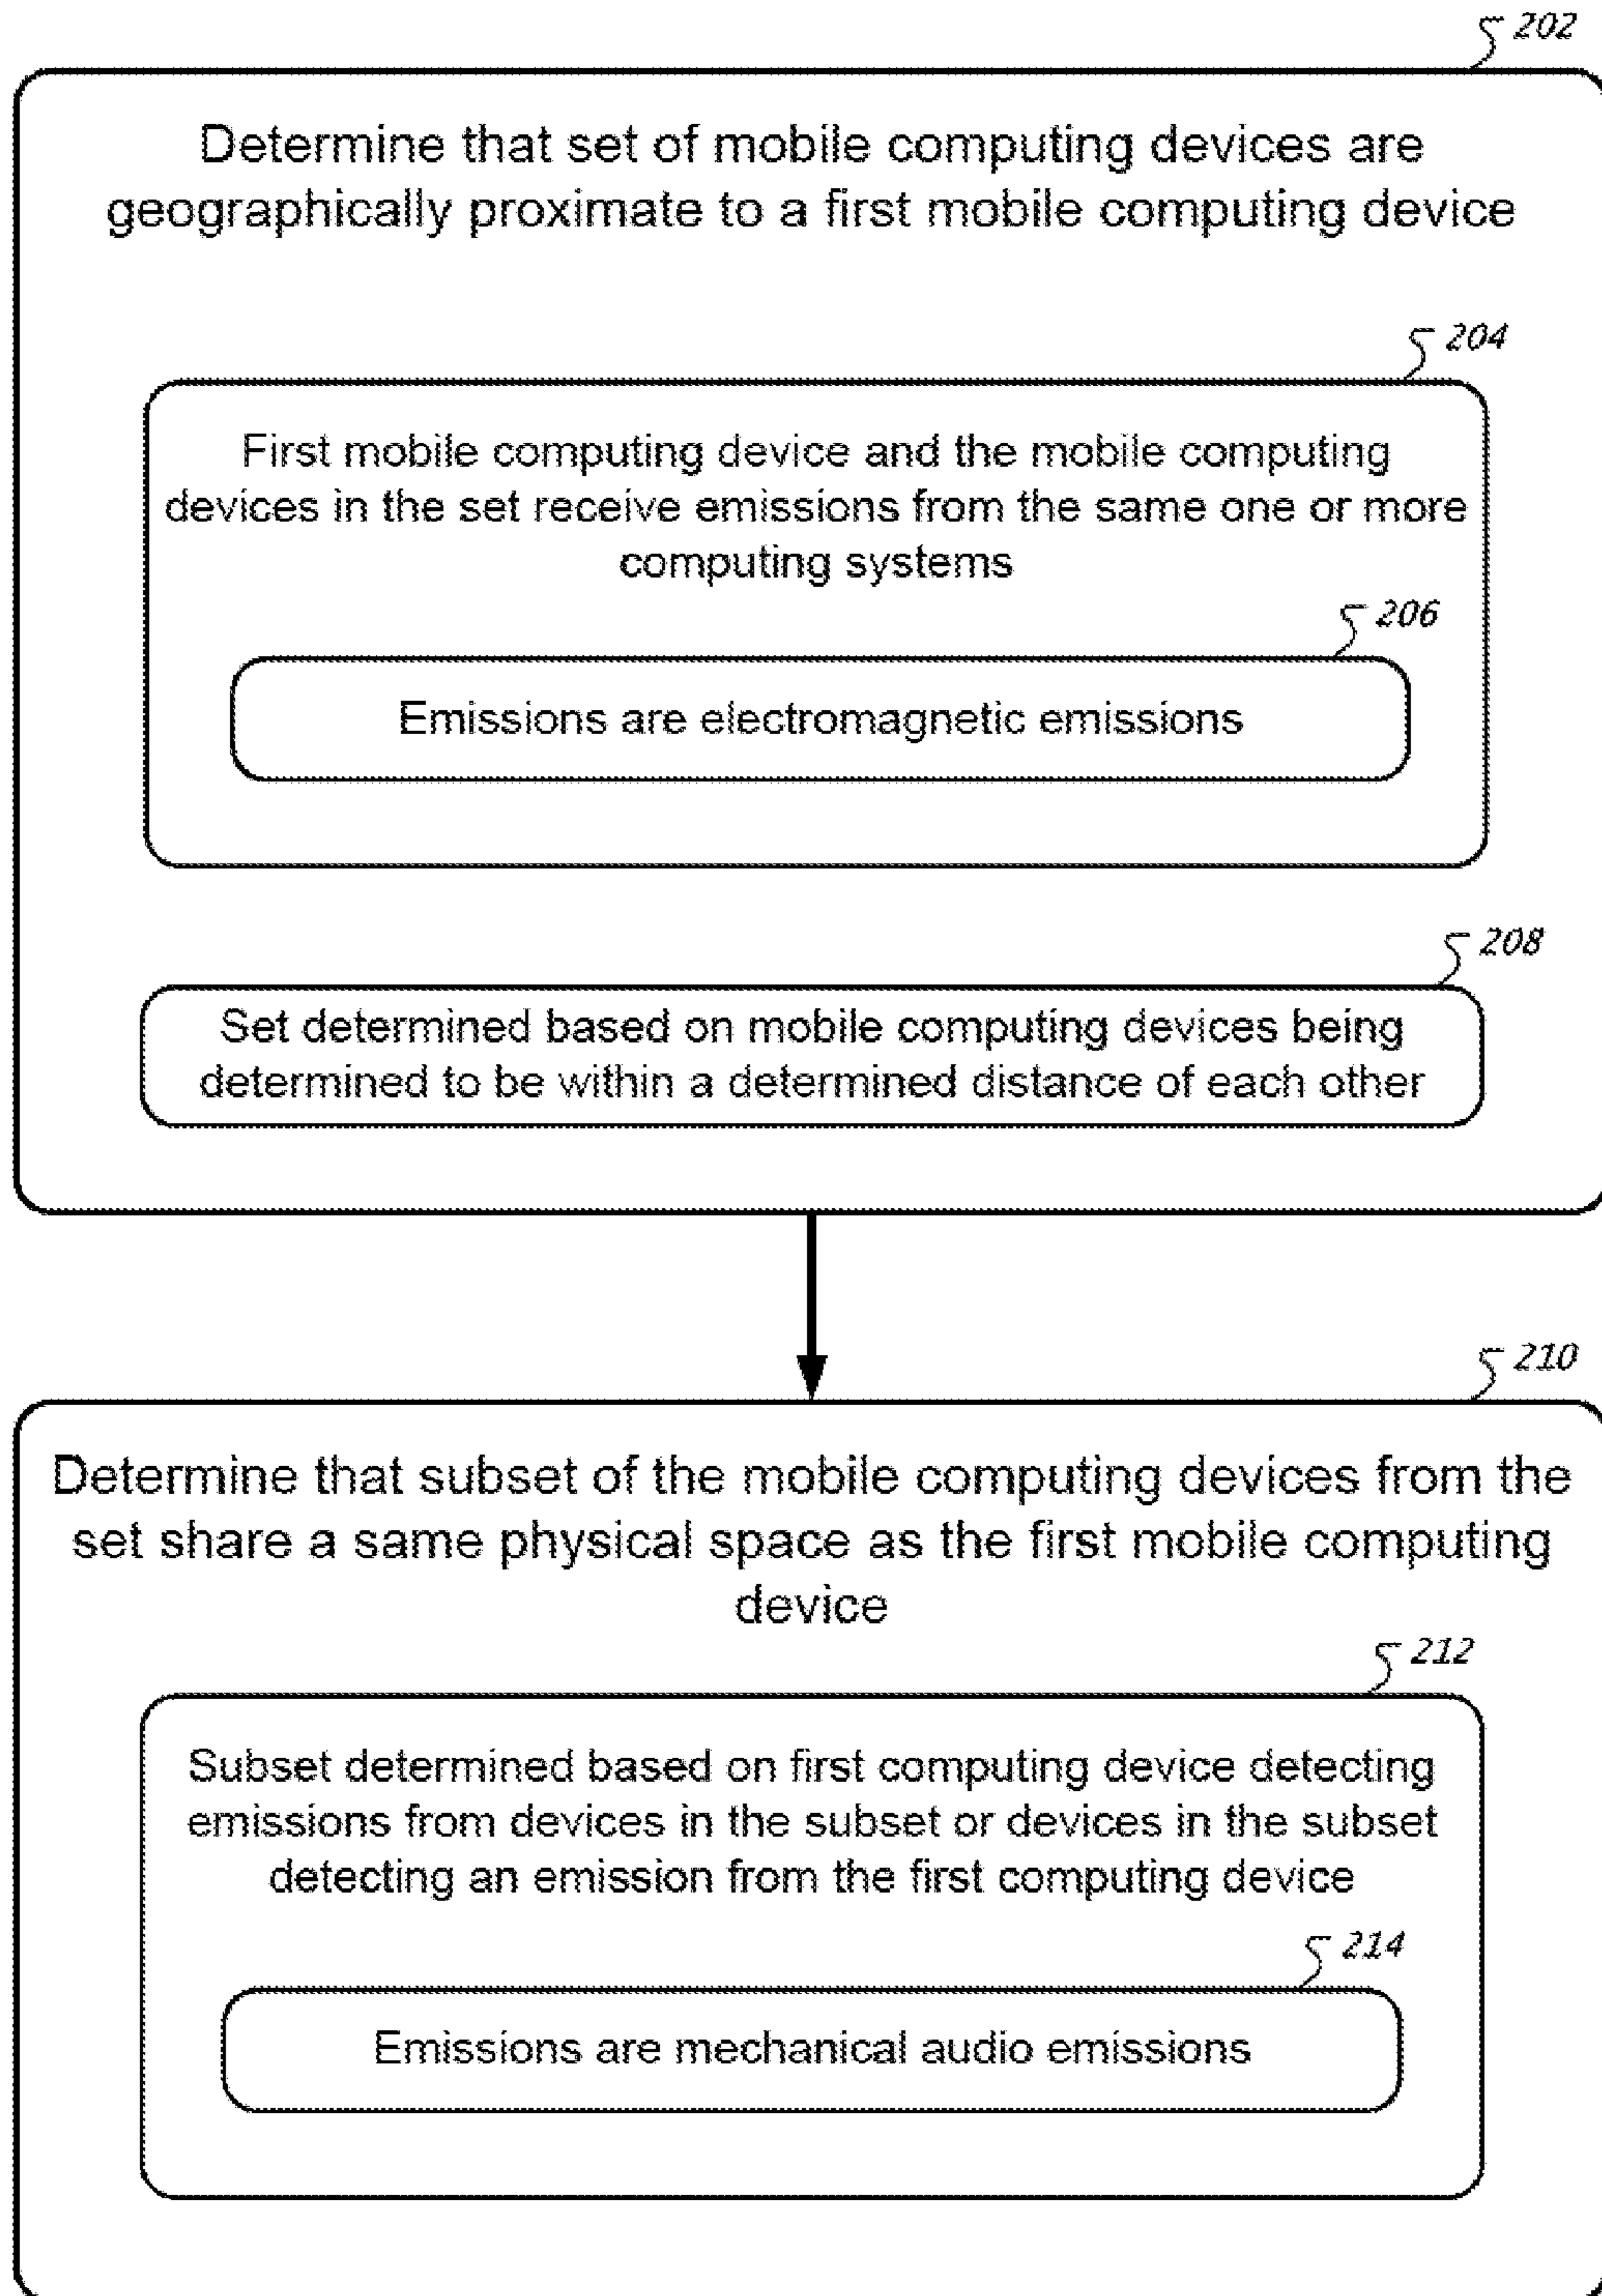 202
Determine that set of mobile computing devices are
geographically proximate to a first mobile computing device
204
First mobile computing device and the mobile computing
devices in the set receive emissions from the same one or more
computing systems
206
Emissions are electromagnetic emissions
208
Set determined based on mobile computing devices being
determined to be within a determined distance of each other
210
Determine that subset of the mobile computing devices from the
set share a same physical space as the first mobile computing
device
212
Subset determined based on first computing device detecting
emissions from devices in the subset or devices in the subset
detecting an emission from the first computing device
214
Emissions are mechanical audio emissions